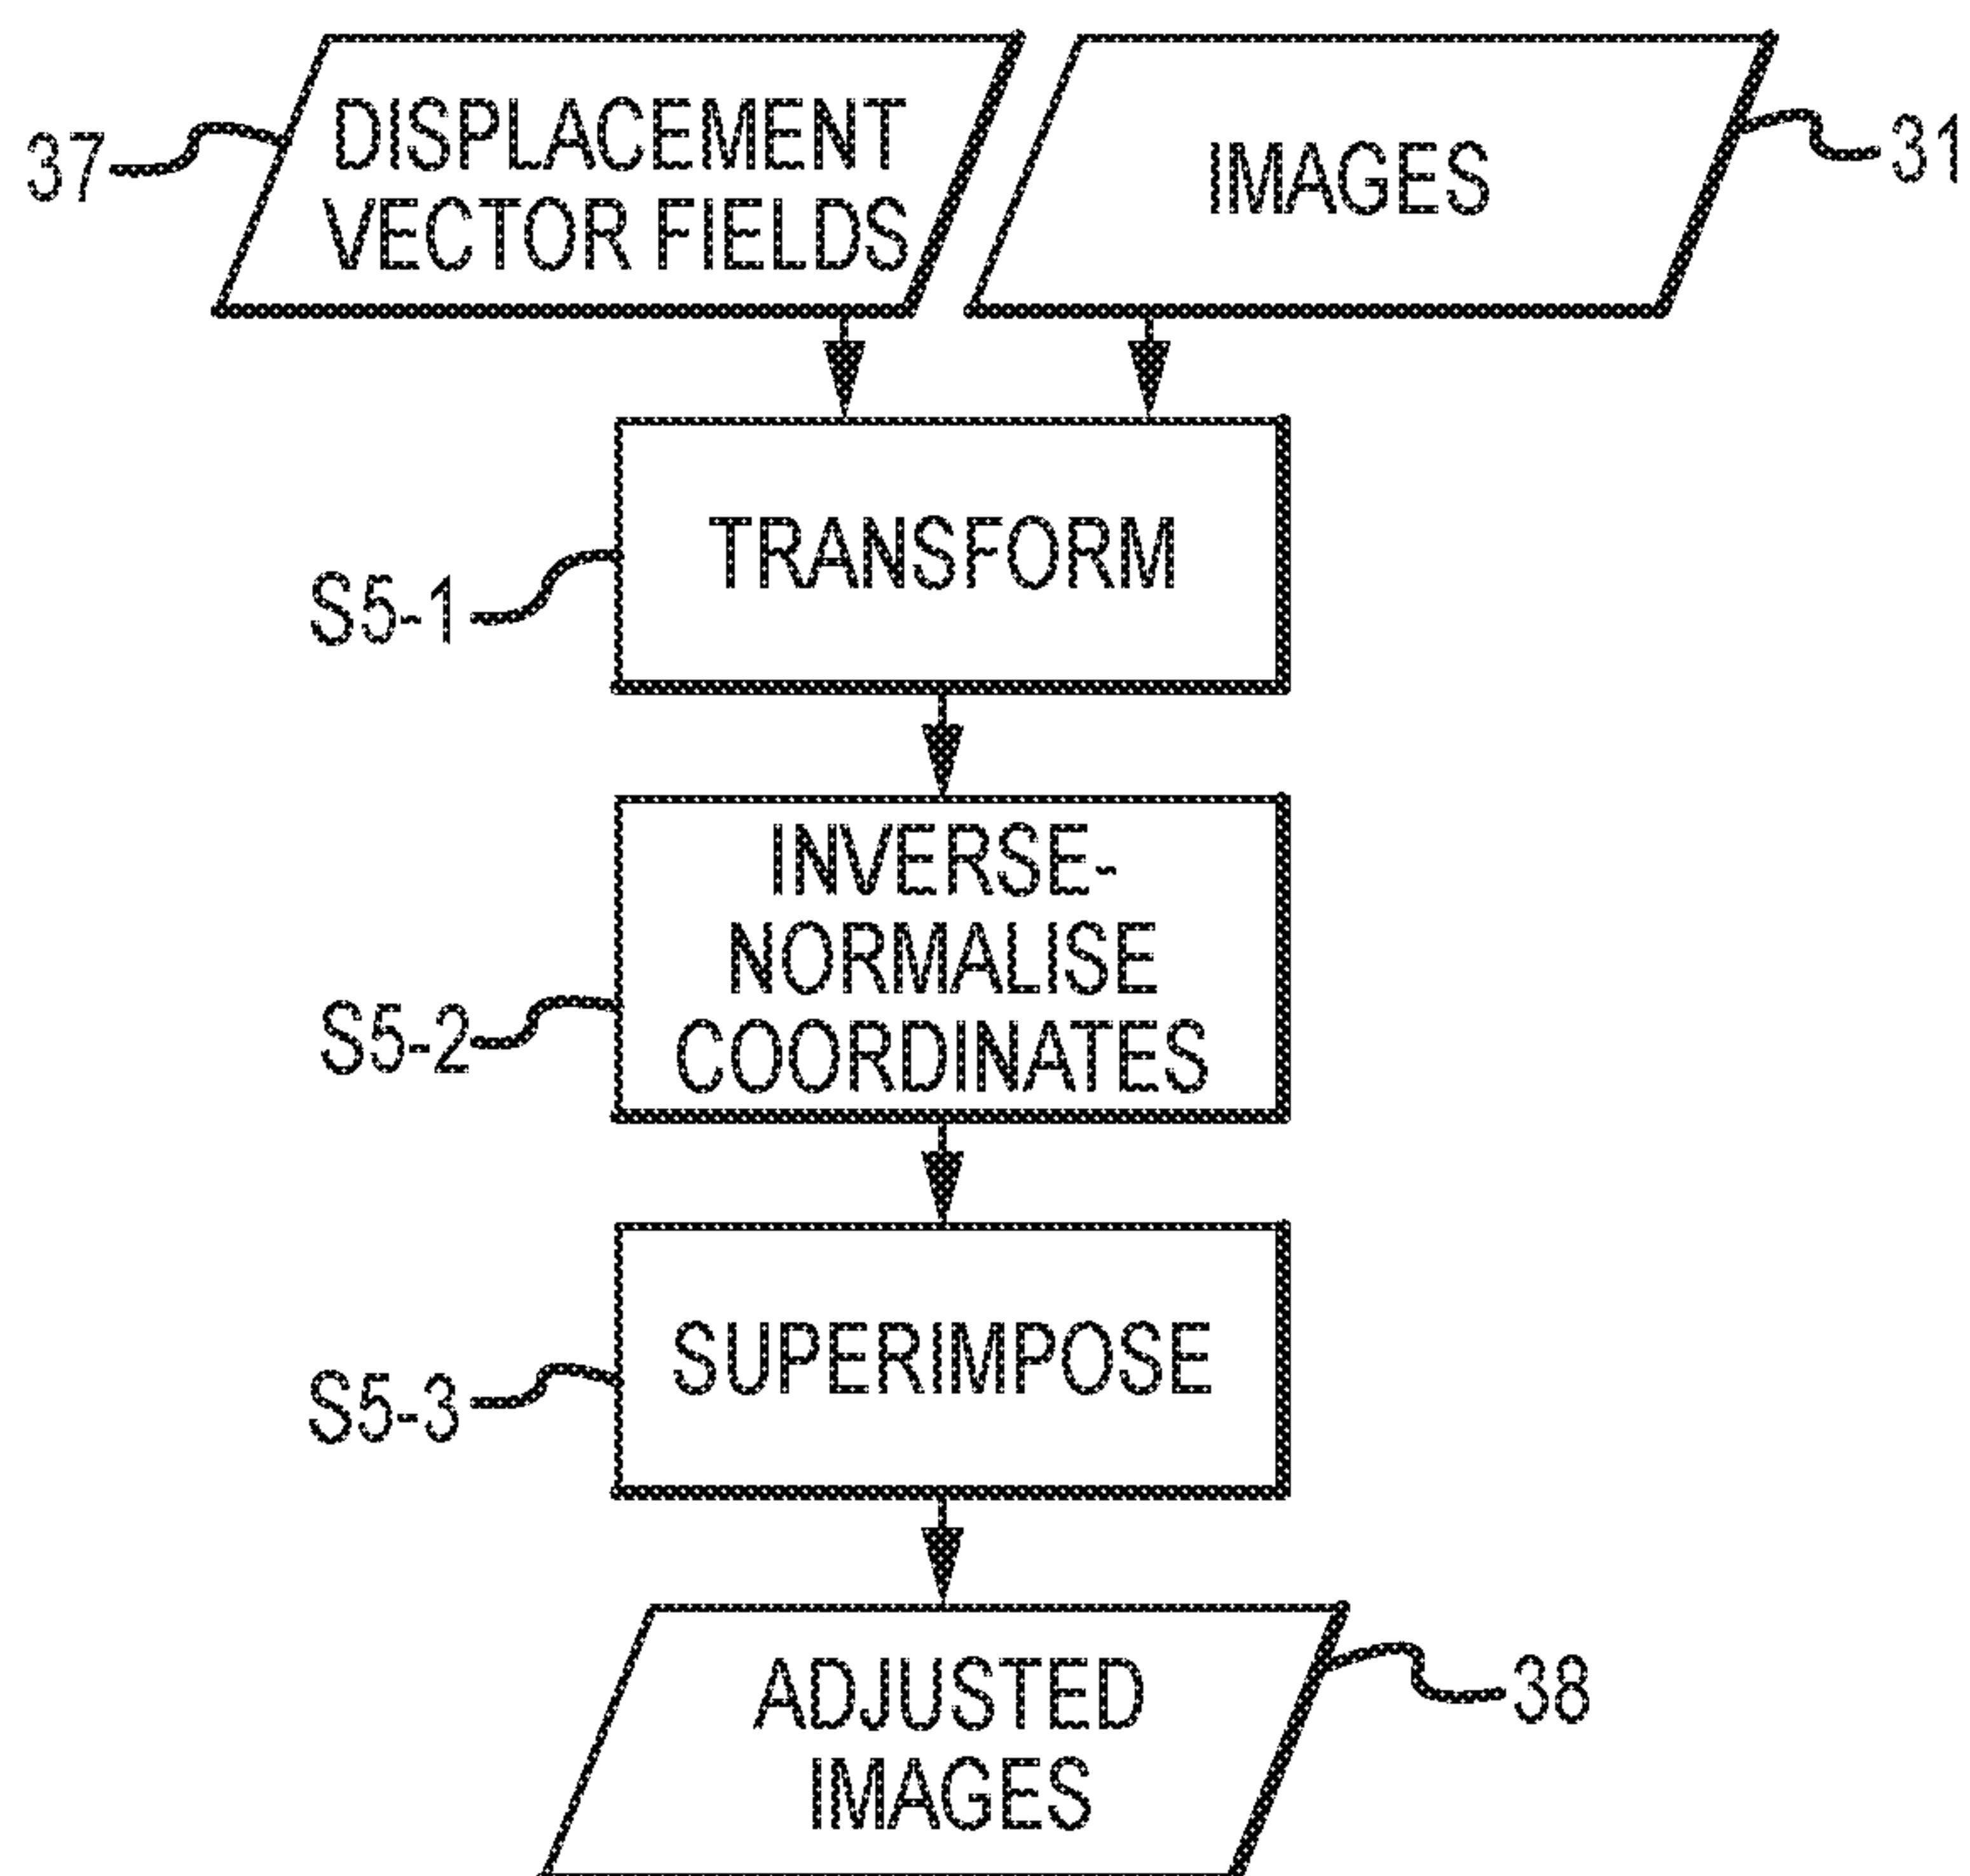 37
DISPLACEMENT
VECTOR FIELDS
IMAGES
31
TRANSFORM
S5-1
INVERSE-
NORMALISE
COORDINATES
S5-2
SUPERIMPOSE
S5-3
ADJUSTED
IMAGES
38